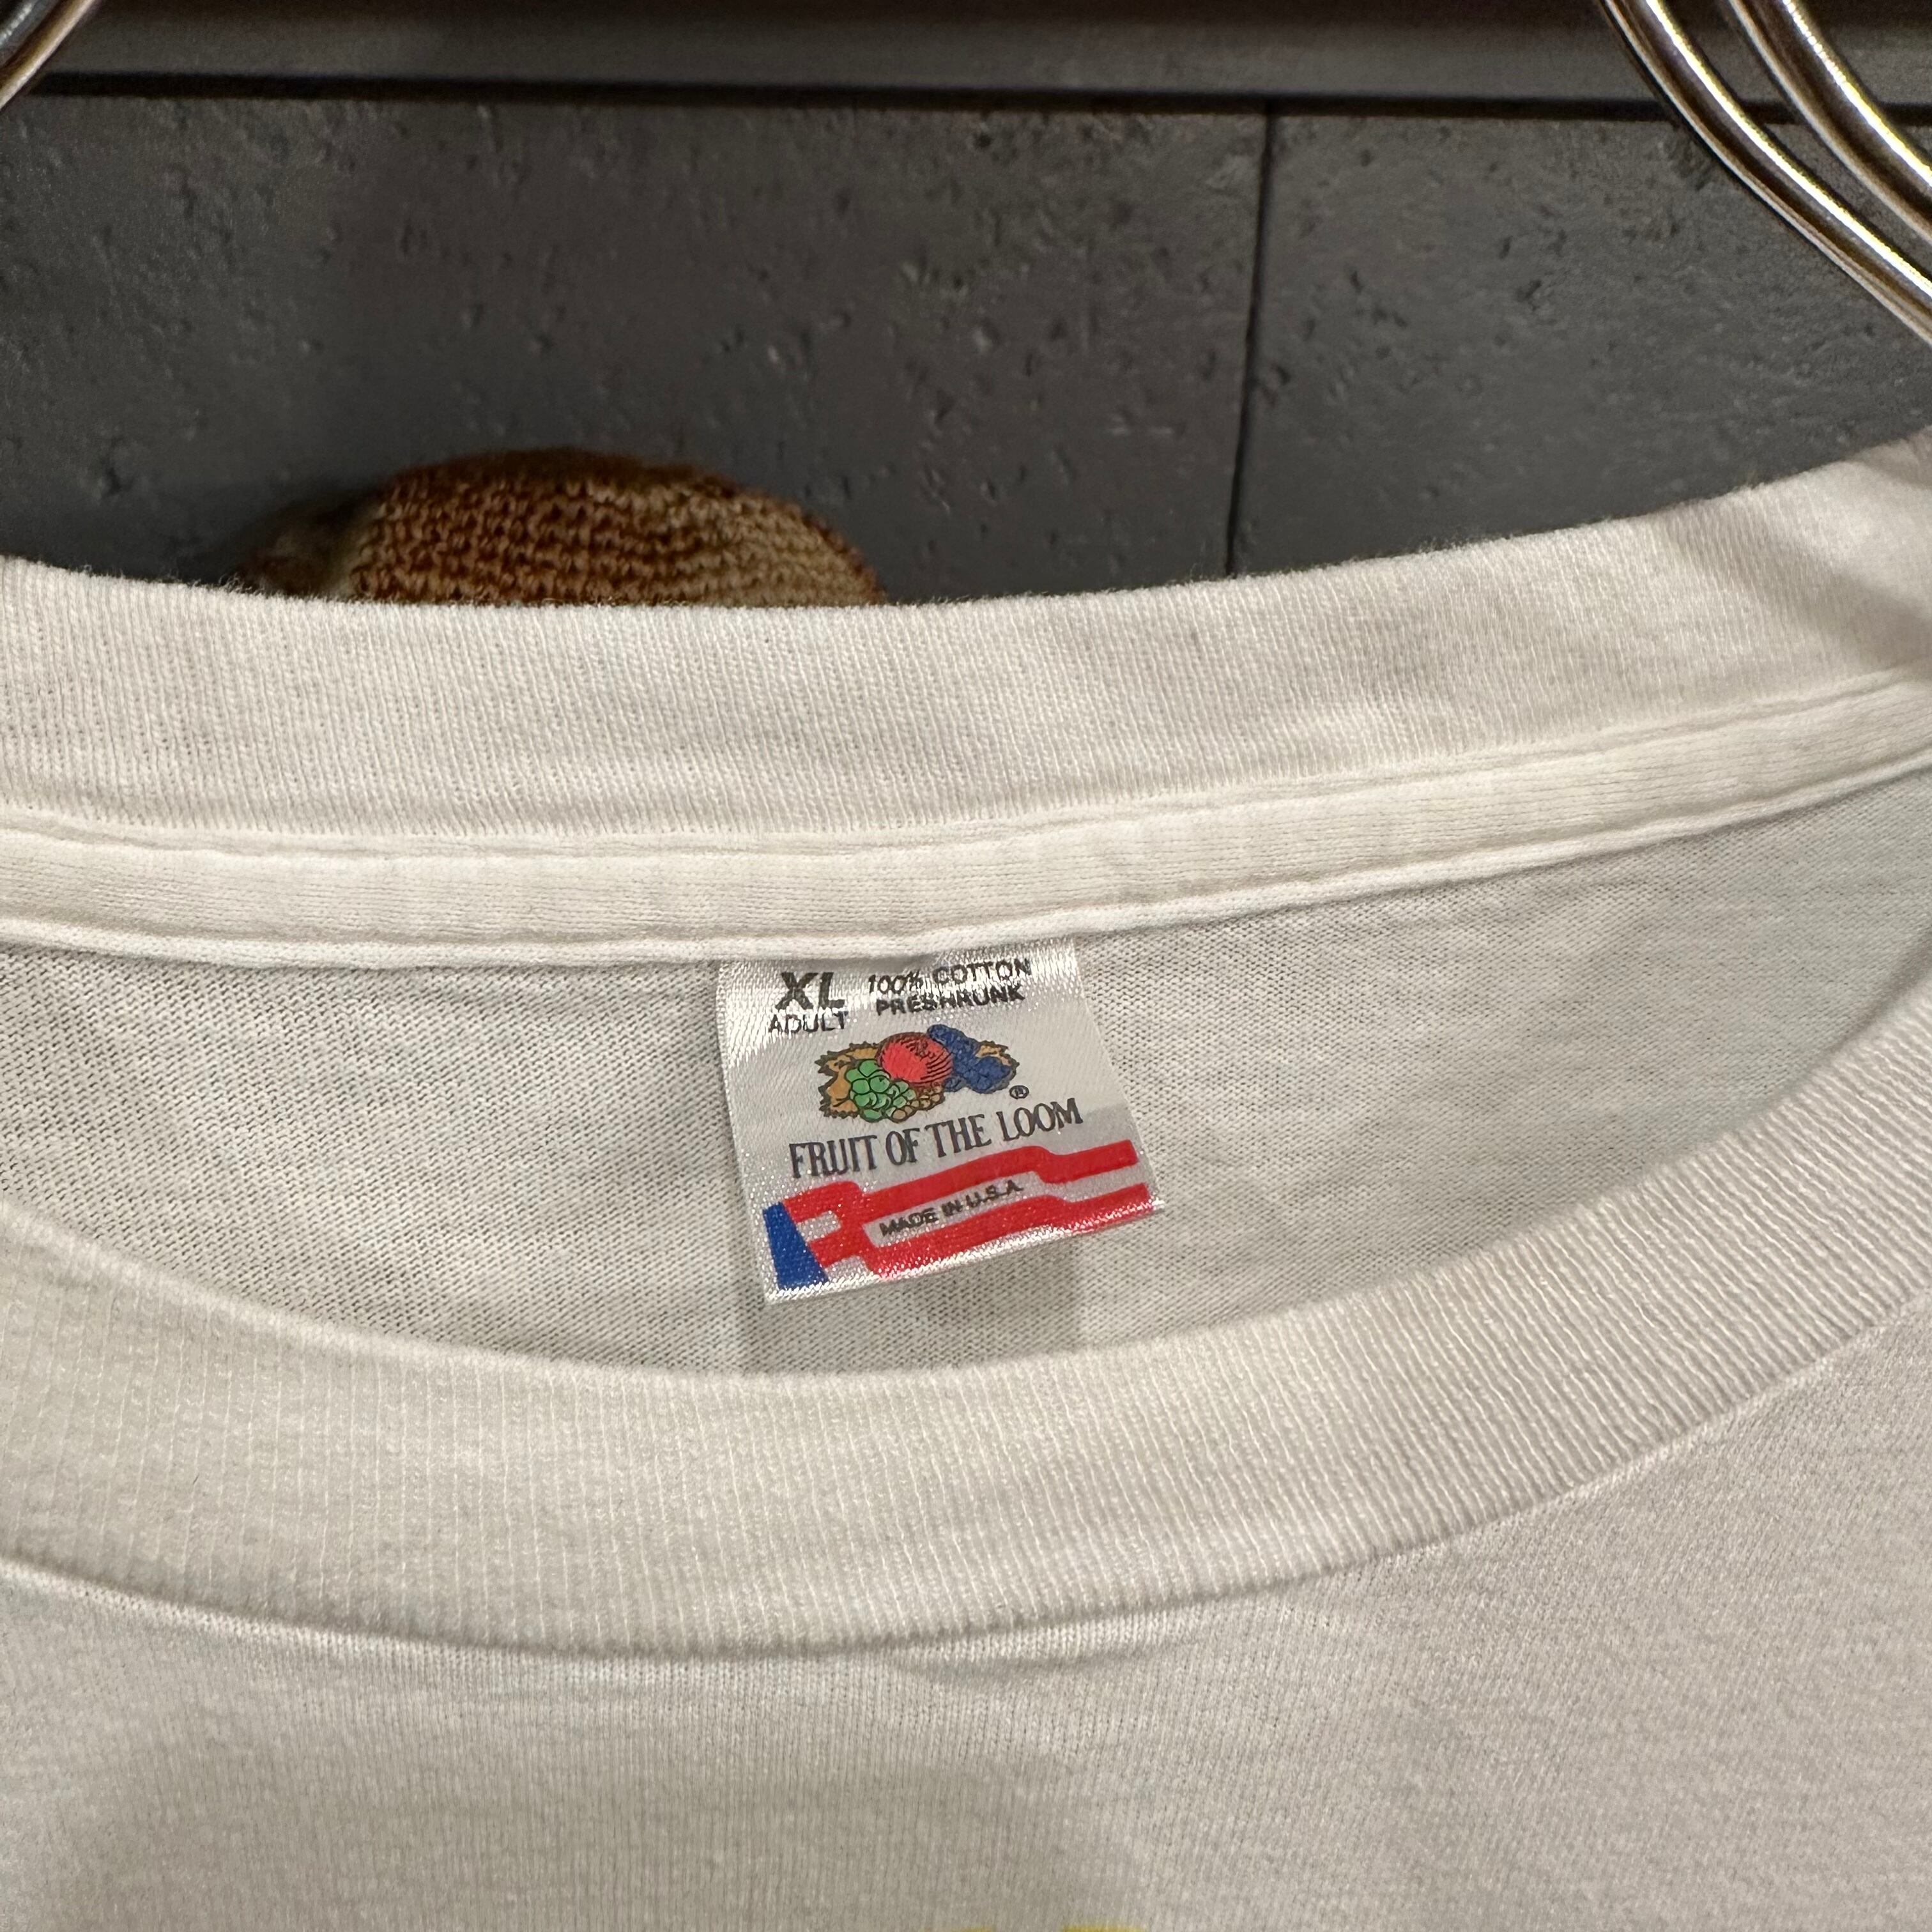 XL 100% COTTON
ADULT PRESHRUNK
®
FRUIT OF THE LOOM
MADE IN U.S.A.